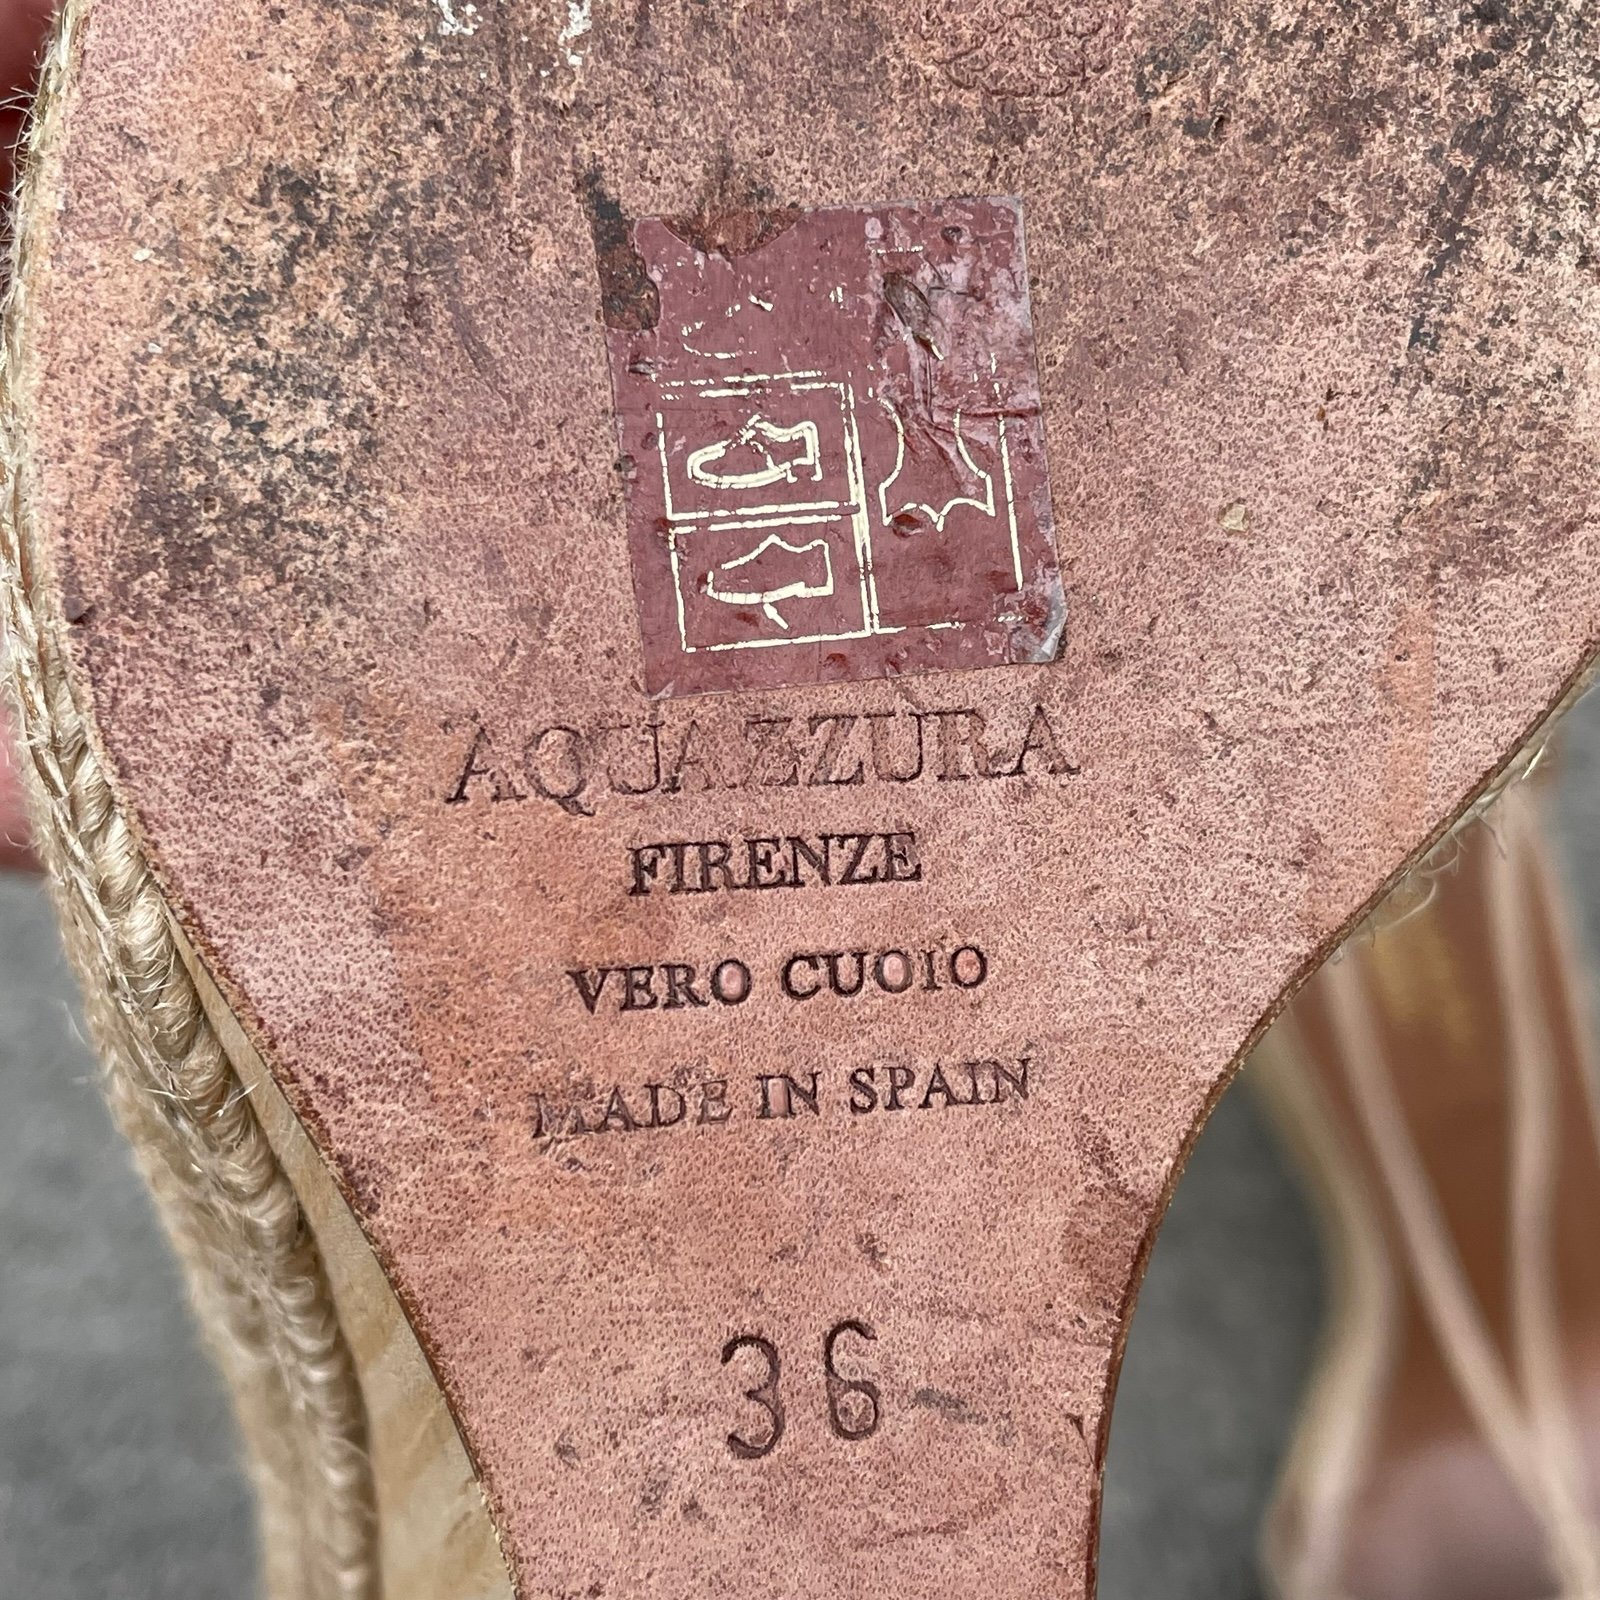 AQUAZZURA
FIRENZE
VERO CUOIO
MADE IN SPAIN
36